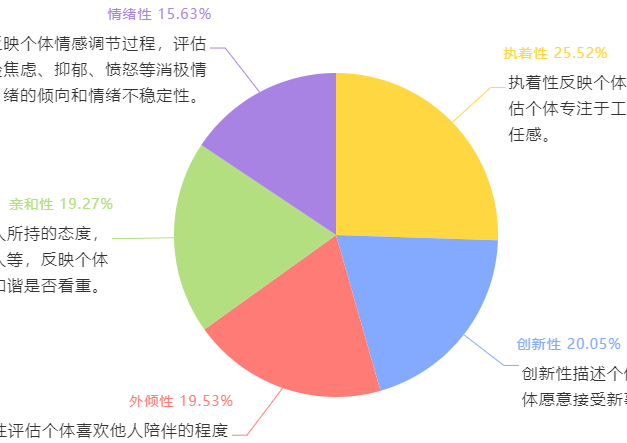 情绪性 15.63%
反映个体情感调节过程，评估
焦虑、抑郁、愤怒等消极情
绪的倾向和情绪不稳定性。
执着性 25.52%
执着性反映个体
估个体专注于工
任感。
亲和性 19.27%
人所持的态度，
人等，反映个体
和谐是否看重。
创新性 20.05%
创新性描述个
体愿意接受新
外倾性 19.53%
性评估个体喜欢他人陪伴的程度